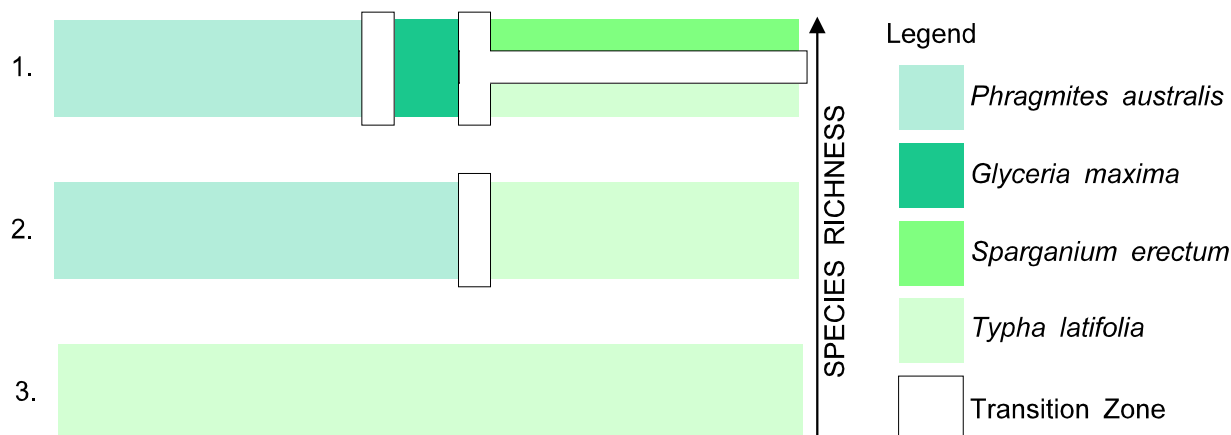 1.
2.
3.
SPECIES RICHNESS
Legend
Phragmites australis
Glyceria maxima
Sparganium erectum
Typha latifolia
Transition Zone